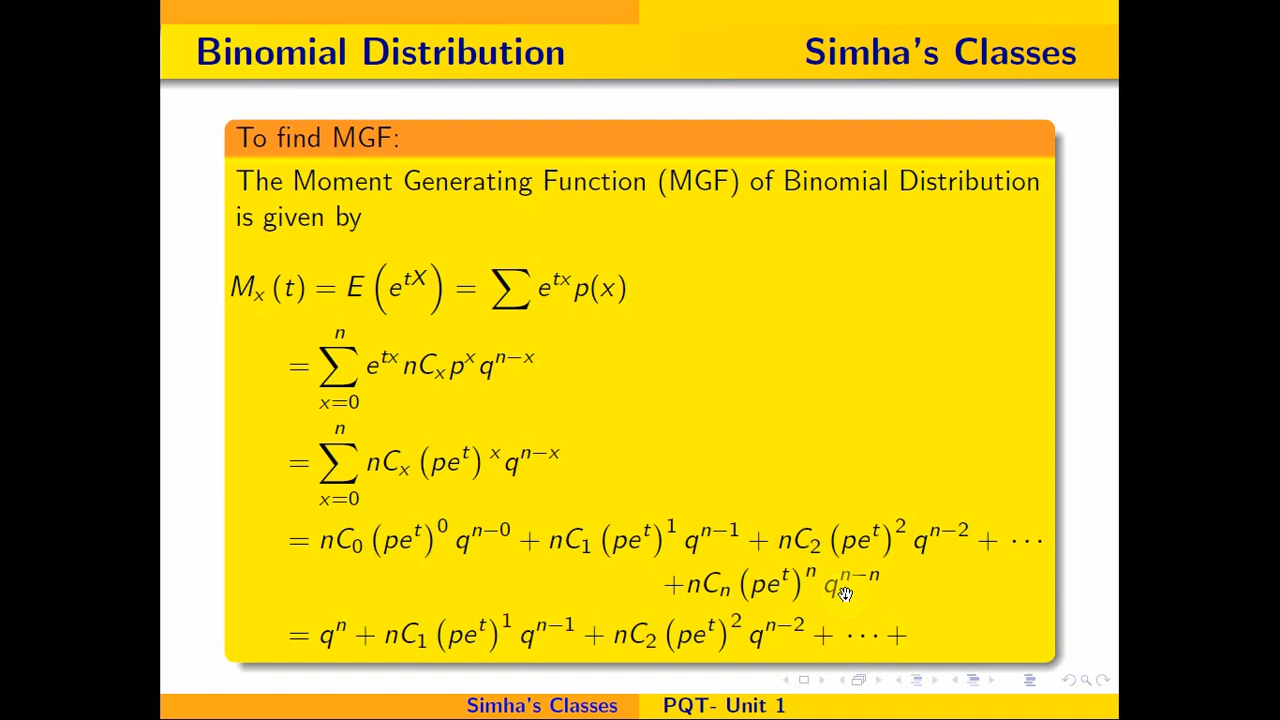 Binomial Distribution Simha's Classes
To find MGF:
The Moment Generating Function (MGF) of Binomial Distribution
is given by
M_x (t) = E (e^{tX}) = ∑ e^{tx} p(x)
= ∑_{x=0}^{n} e^{tx} nC_x p^x q^{n−x}
= ∑_{x=0}^{n} nC_x (pe^t)^x q^{n−x}
= nC_0 (pe^t)^0 q^{n−0} + nC_1 (pe^t)^1 q^{n−1} + nC_2 (pe^t)^2 q^{n−2} + ···
+nC_n (pe^t)^n q^{n−n}
= q^n + nC_1 (pe^t)^1 q^{n−1} + nC_2 (pe^t)^2 q^{n−2} + ··· +
Simha's Classes PQT- Unit 1